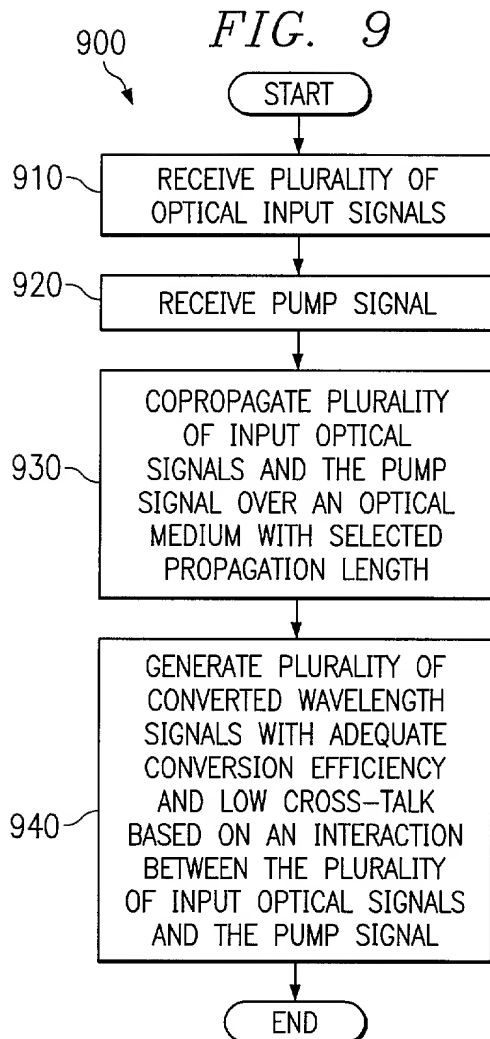 FIG. 9
900
START
910
RECEIVE PLURALITY OF
OPTICAL INPUT SIGNALS
920
RECEIVE PUMP SIGNAL
930
COPROPAGATE PLURALITY
OF INPUT OPTICAL
SIGNALS AND THE PUMP
SIGNAL OVER AN OPTICAL
MEDIUM WITH SELECTED
PROPAGATION LENGTH
940
GENERATE PLURALITY OF
CONVERTED WAVELENGTH
SIGNALS WITH ADEQUATE
CONVERSION EFFICIENCY
AND LOW CROSS-TALK
BASED ON AN INTERACTION
BETWEEN THE PLURALITY
OF INPUT OPTICAL SIGNALS
AND THE PUMP SIGNAL
END